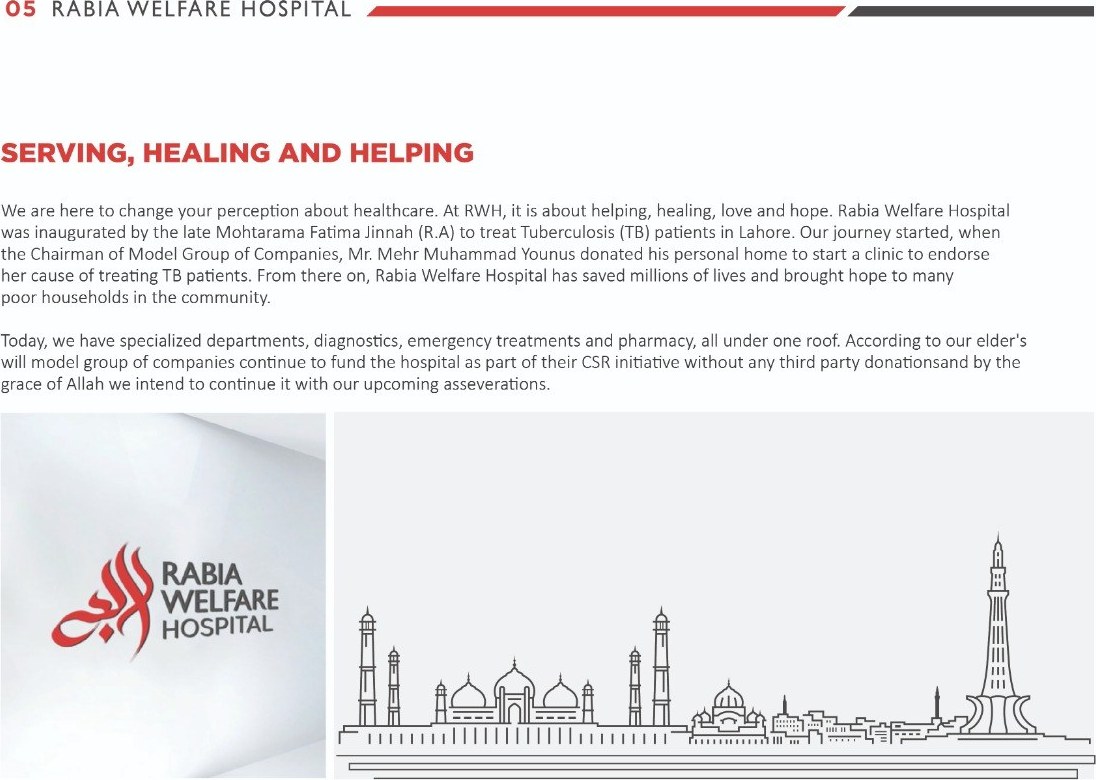 05 RABIA WELFARE HOSPITAL
SERVING, HEALING AND HELPING
We are here to change your perception about healthcare. At RWH, it is about helping, healing, love and hope. Rabia Welfare Hospital
was inaugurated by the late Mohtarama Fatima Jinnah (R.A) to treat Tuberculosis (TB) patients in Lahore. Our journey started, when
the Chairman of Model Group of Companies, Mr. Mehr Muhammad Younus donated his personal home to start a clinic to endorse
her cause of treating TB patients. From there on, Rabia Welfare Hospital has saved millions of lives and brought hope to many
poor households in the community.
Today, we have specialized departments, diagnostics, emergency treatments and pharmacy, all under one roof. According to our elder's
will model group of companies continue to fund the hospital as part of their CSR initiative without any third party donationsand by the
grace of Allah we intend to continue it with our upcoming asseverations.
RABIA
WELFARE
HOSPITAL